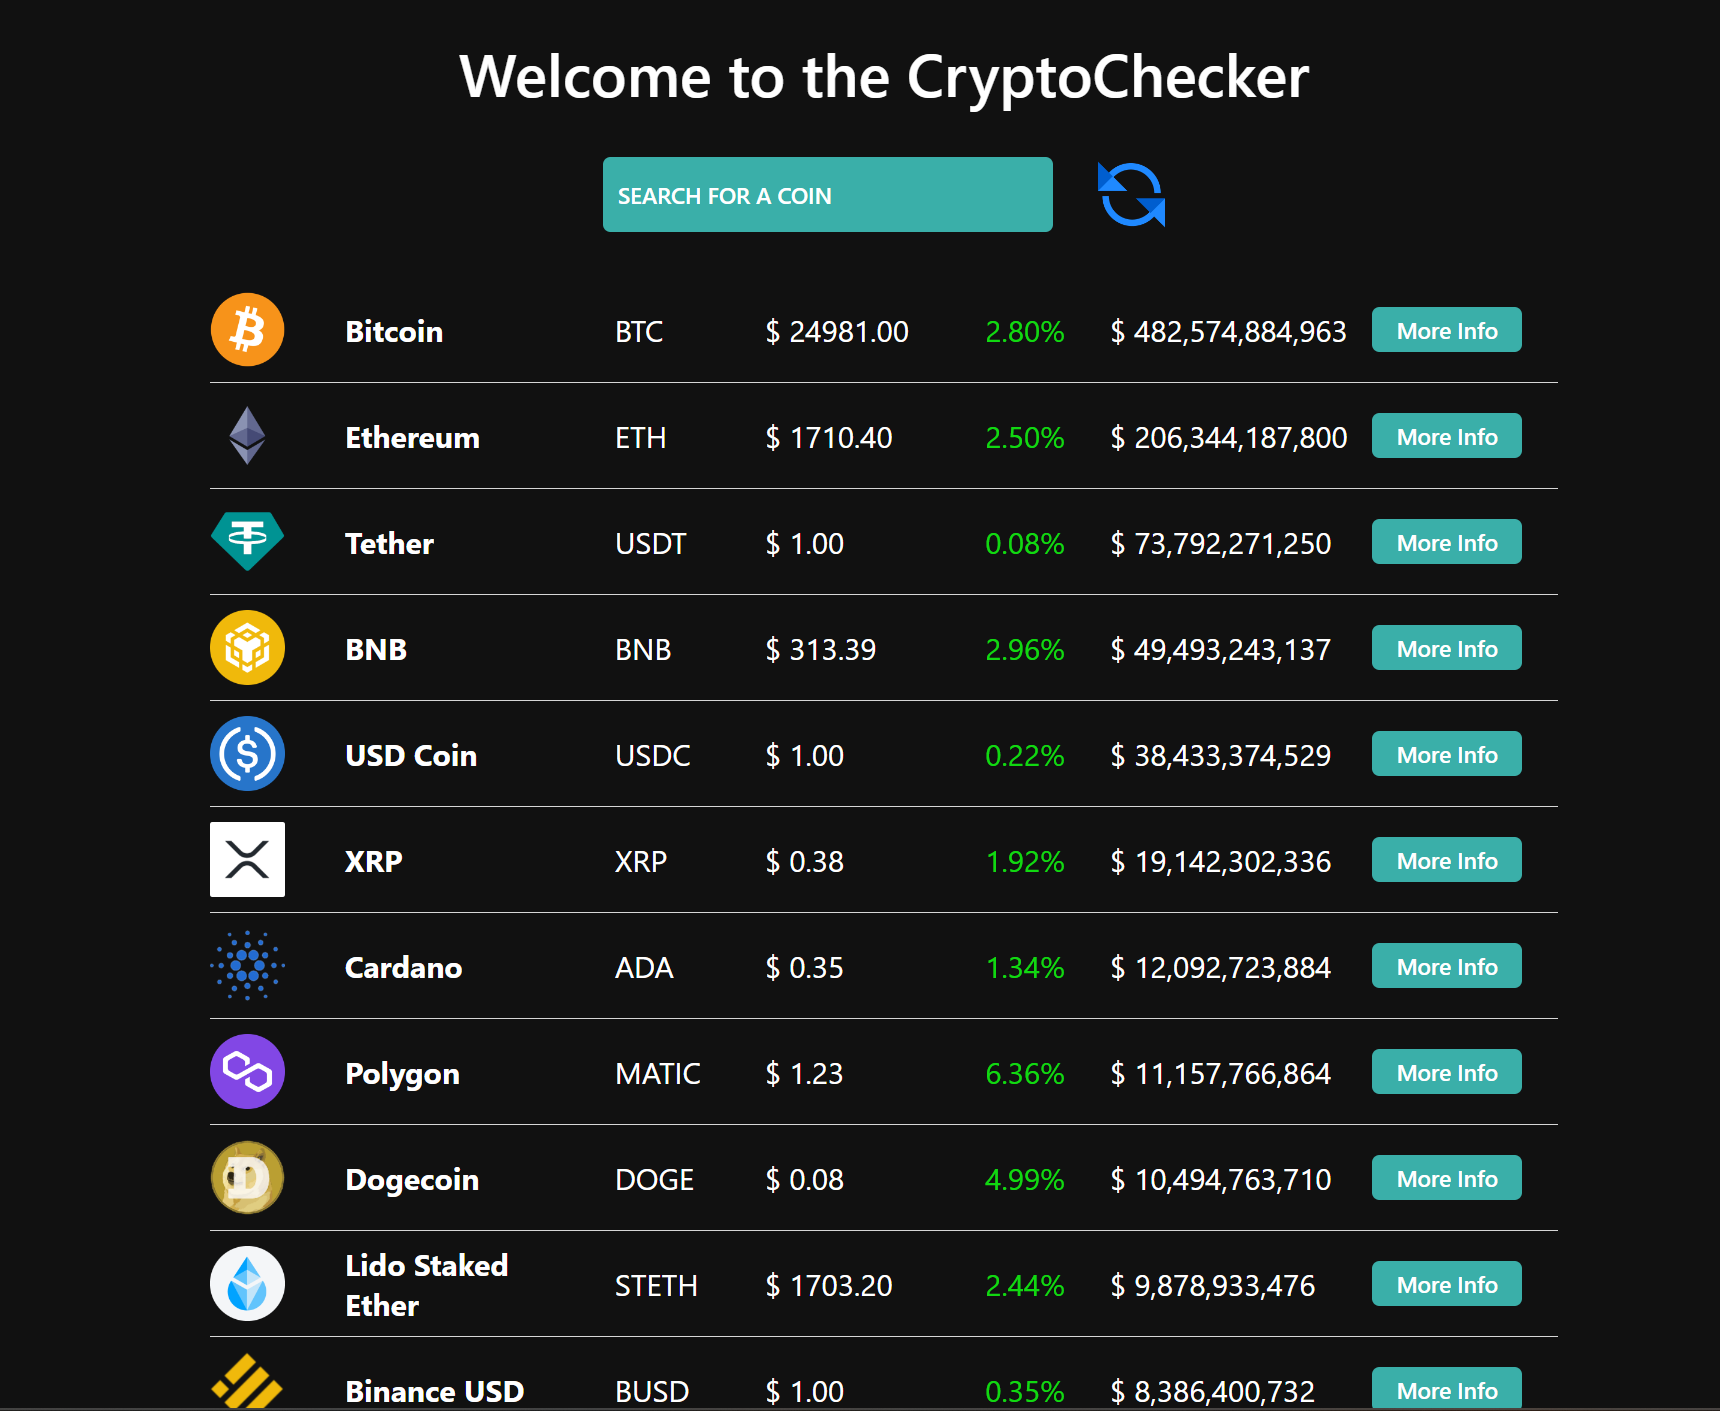 Welcome to the CryptoChecker
SEARCH FOR A COIN
Bitcoin BTC $ 24981.00 2.80% $ 482,574,884,963 More Info
Ethereum ETH $ 1710.40 2.50% $ 206,344,187,800 More Info
Tether USDT $ 1.00 0.08% $ 73,792,271,250 More Info
BNB BNB $ 313.39 2.96% $ 49,493,243,137 More Info
USD Coin USDC $ 1.00 0.22% $ 38,433,374,529 More Info
XRP XRP $ 0.38 1.92% $ 19,142,302,336 More Info
Cardano ADA $ 0.35 1.34% $ 12,092,723,884 More Info
Polygon MATIC $ 1.23 6.36% $ 11,157,766,864 More Info
Dogecoin DOGE $ 0.08 4.99% $ 10,494,763,710 More Info
Lido Staked
Ether STETH $ 1703.20 2.44% $ 9,878,933,476 More Info
Binance USD BUSD $ 1.00 0.35% $ 8,386,400,732 More Info